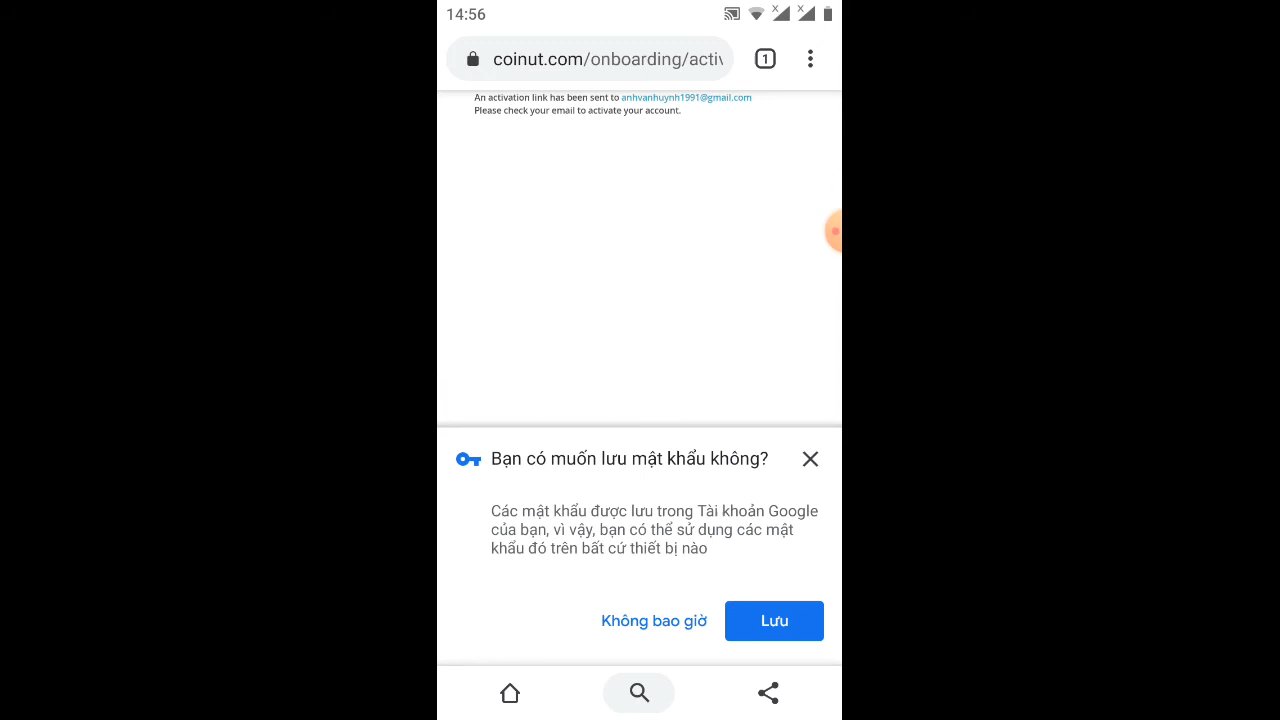 14:56
coinut.com/onboarding/activ
1
An activation link has been sent to anhvanhuynh1991@gmail.com
Please check your email to activate your account.
Bạn có muốn lưu mật khẩu không?
Các mật khẩu được lưu trong Tài khoản Google
của bạn, vì vậy, bạn có thể sử dụng các mật
khẩu đó trên bất cứ thiết bị nào
Không bao giờ
Lưu